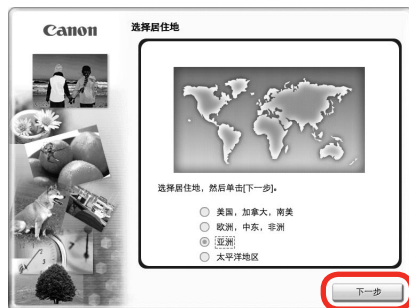 Canon
选择居住地
选择居住地，然后单击[下一步]。
美国，加拿大，南美
欧洲，中东，非洲
亚洲
太平洋地区
下一步